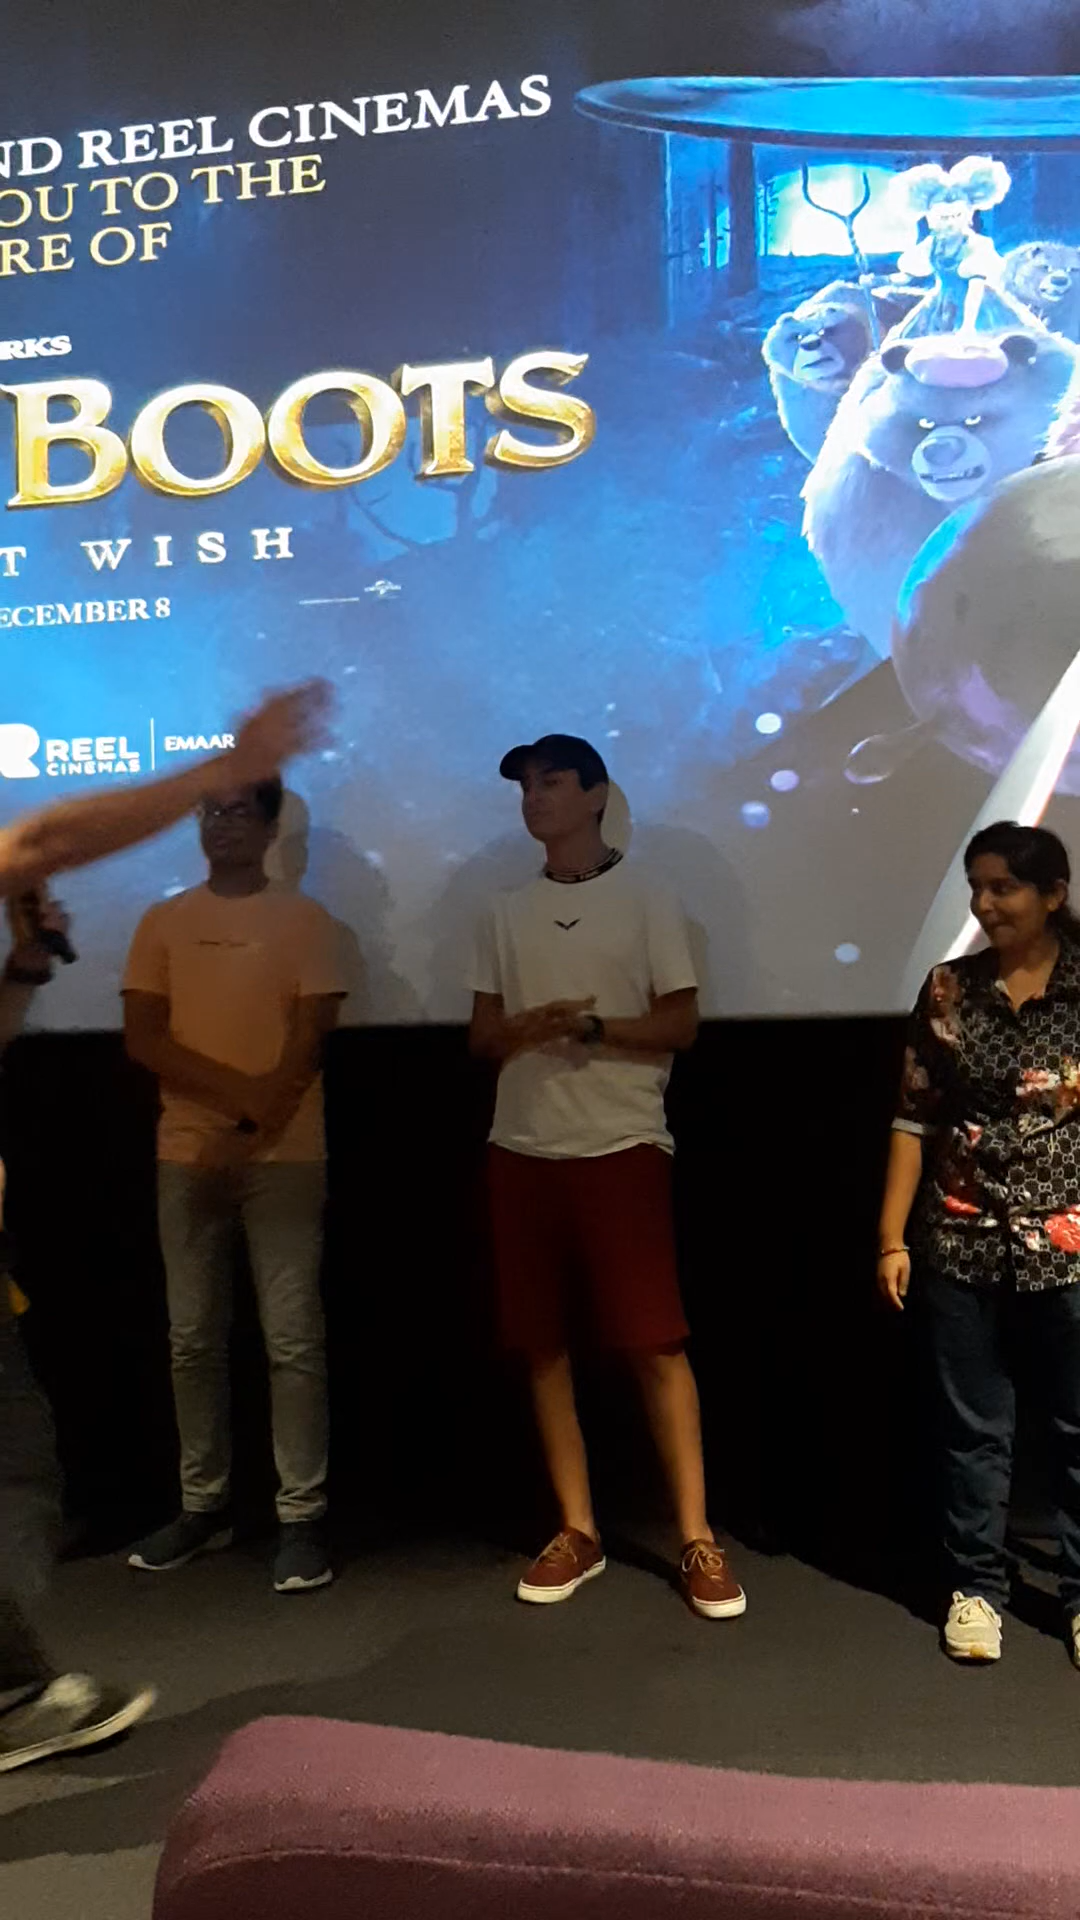 ND REEL CINEMAS
OU TO THE
RE OF
RKS
BOOTS
T WISH
ECEMBER 8
REEL
CINEMAS
EMAAR